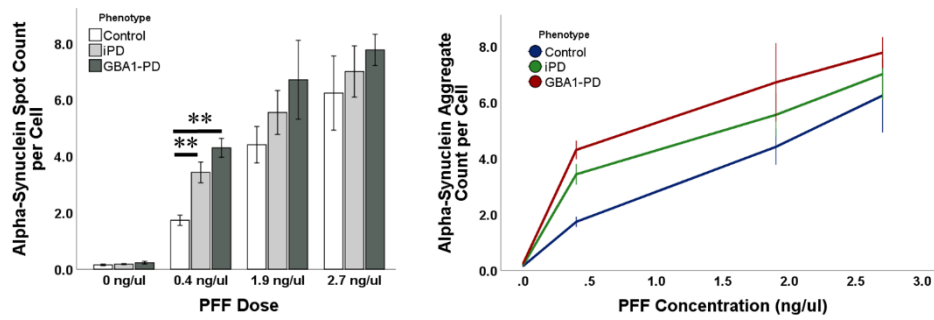 Phenotype
Control
iPD
GBA1-PD
Alpha-Synuclein Spot Count
per Cell
8.0
6.0
4.0
2.0
0.0
**
**
0 ng/ul
0.4 ng/ul
1.9 ng/ul
2.7 ng/ul
PFF Dose
Phenotype
Control
iPD
GBA1-PD
Alpha-Synuclein Aggregate
Count per Cell
8.0
6.0
4.0
2.0
0.0
.0
.5
1.0
1.5
2.0
2.5
3.0
PFF Concentration (ng/ul)